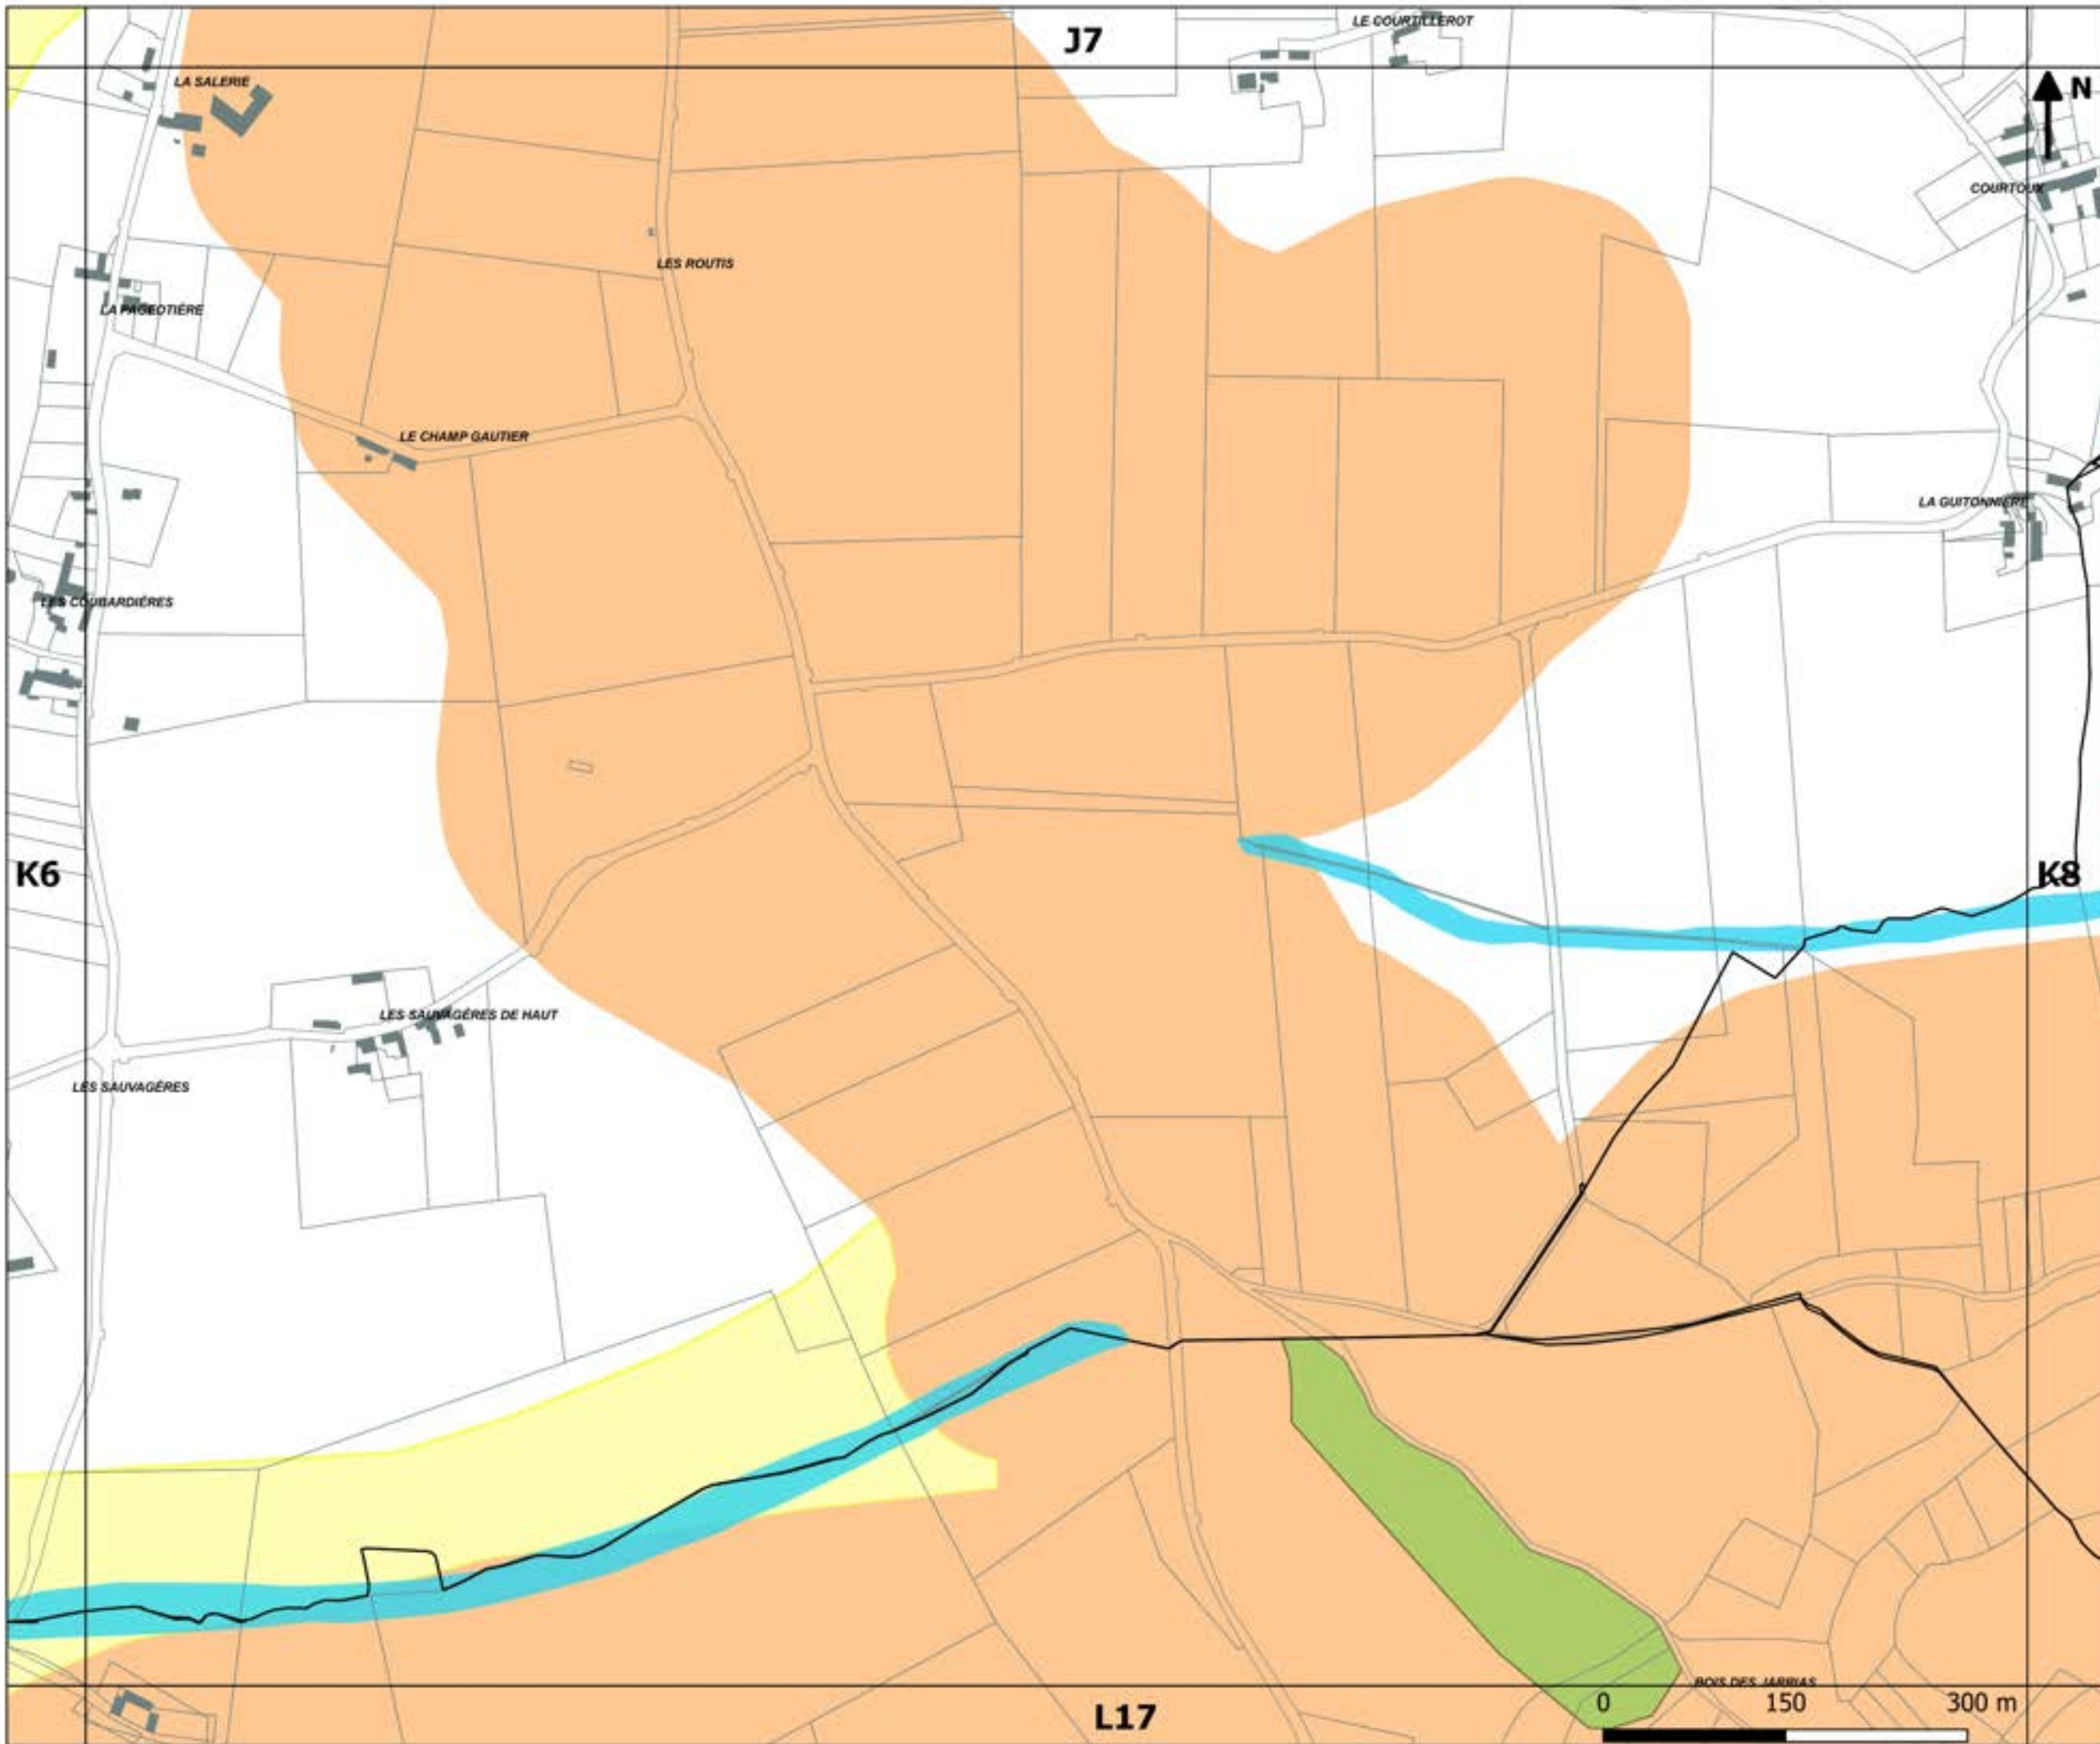 LE COURTILLEROT
J7
LA SALERIE
N
COURTOUX
LES ROUTIS
LA PAGEOTIÈRE
LE CHAMP GAUTIER
LA GUITONNIÈRE
LES COUBARDIÈRES
K6
K8
LES SAUVAGÈRES DE HAUT
LES SAUVAGÈRES
BOIS DES JARRIAS
0 150 300 m
L17